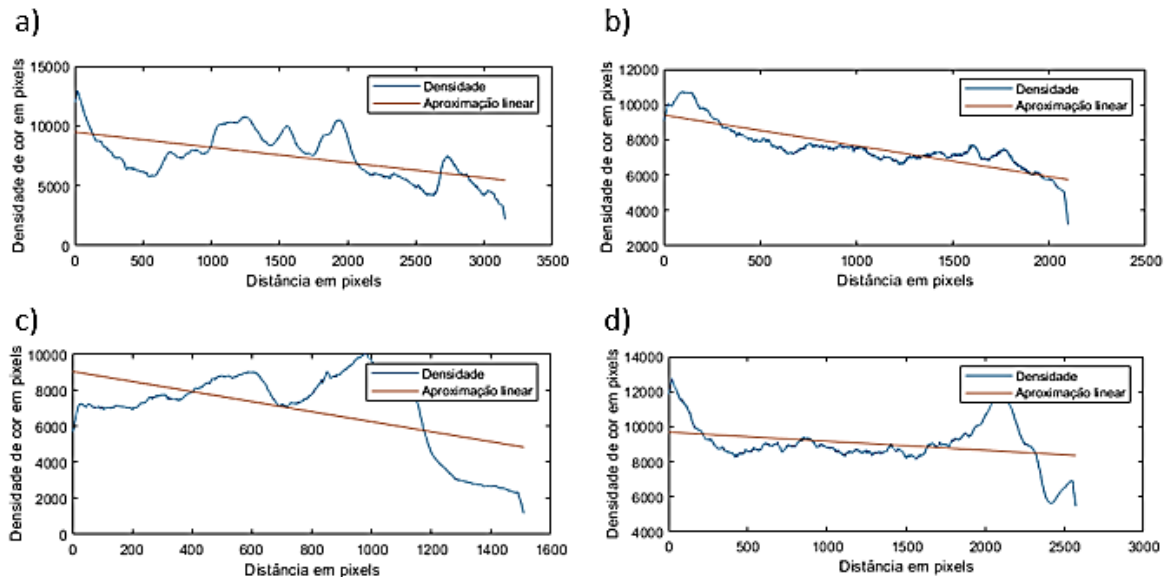 a)
15000
10000
5000
0
Densidade de cor em pixels
Densidade
Aproximação linear
0 500 1000 1500 2000 2500 3000 3500
Distância em pixels
b)
12000
10000
8000
6000
4000
2000
Densidade de cor em pixels
Densidade
Aproximação linear
0 500 1000 1500 2000 2500
Distância em pixels
c)
10000
8000
6000
4000
2000
0
Densidade de cor em pixels
Densidade
Aproximação linear
0 200 400 600 800 1000 1200 1400 1600
Distância em pixels
d)
14000
12000
10000
8000
6000
4000
Densidade de cor em pixels
Densidade
Aproximação linear
0 500 1000 1500 2000 2500 3000
Distância em pixels